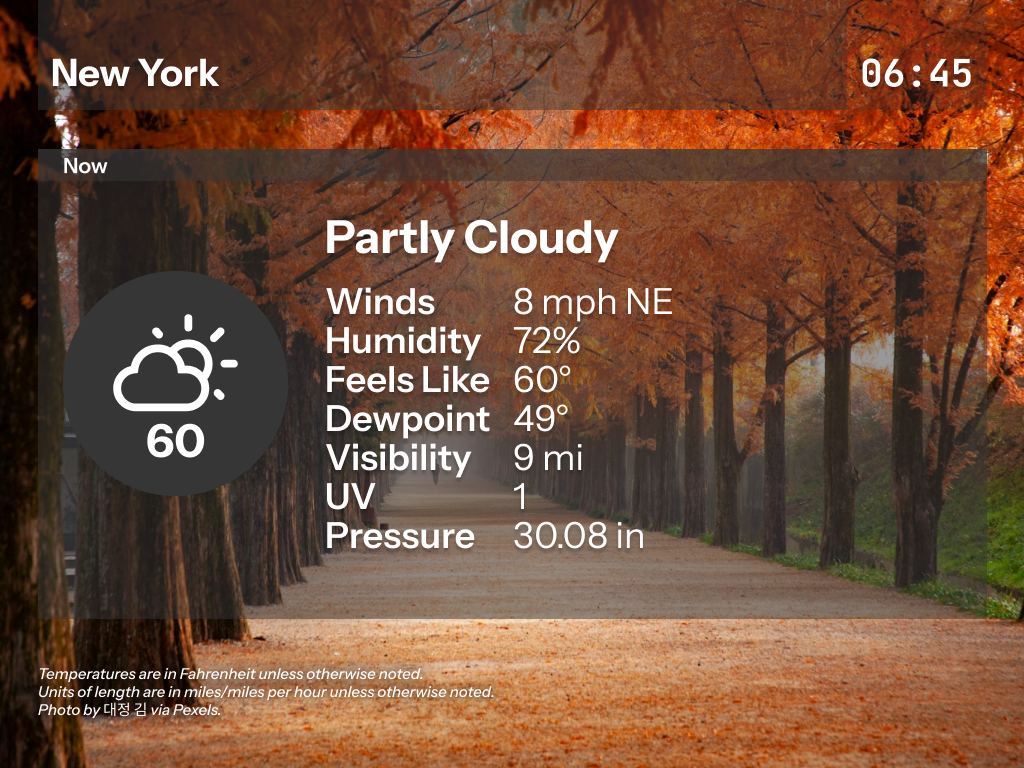 New York
06:45
Now
Partly Cloudy
Winds 8 mph NE
Humidity 72%
Feels Like 60°
Dewpoint 49°
Visibility 9 mi
UV 1
Pressure 30.08 in
60
Temperatures are in Fahrenheit unless otherwise noted.
Units of length are in miles/miles per hour unless otherwise noted.
Photo by 대정 김 via Pexels.